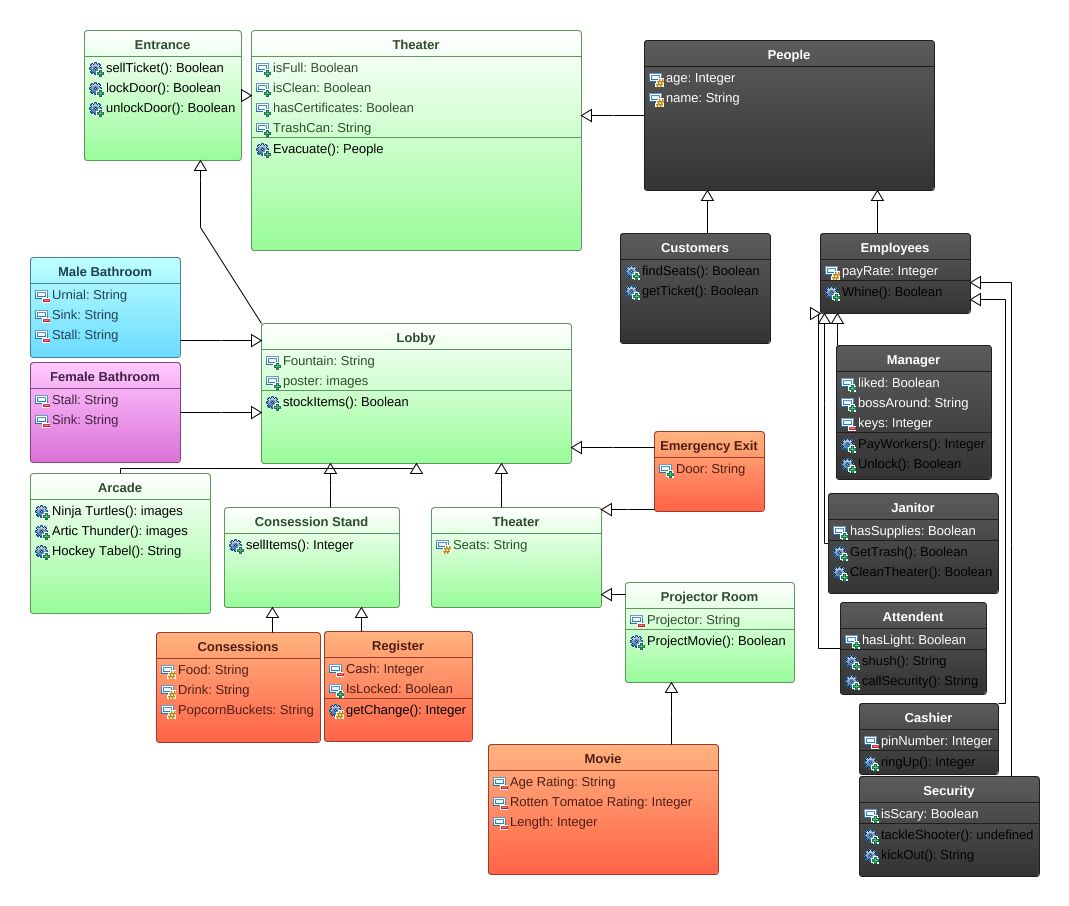 Entrance
sellTicket(): Boolean
lockDoor(): Boolean
unlockDoor(): Boolean
Theater
isFull: Boolean
isClean: Boolean
hasCertificates: Boolean
TrashCan: String
Evacuate(): People
People
age: Integer
name: String
Customers
findSeats(): Boolean
getTicket(): Boolean
Employees
payRate: Integer
Whine(): Boolean
Male Bathroom
Urnial: String
Sink: String
Stall: String
Female Bathroom
Stall: String
Sink: String
Lobby
Fountain: String
poster: images
stockItems(): Boolean
Manager
liked: Boolean
bossAround: String
keys: Integer
PayWorkers(): Integer
Unlock(): Boolean
Emergency Exit
Door: String
Arcade
Ninja Turtles(): images
Artic Thunder(): images
Hockey Tabel(): String
Consession Stand
sellItems(): Integer
Theater
Seats: String
Janitor
hasSupplies: Boolean
GetTrash(): Boolean
CleanTheater(): Boolean
Projector Room
Projector: String
ProjectMovie(): Boolean
Attendent
hasLight: Boolean
shush(): String
callSecurity(): String
Consessions
Food: String
Drink: String
PopcornBuckets: String
Register
Cash: Integer
IsLocked: Boolean
getChange(): Integer
Cashier
pinNumber: Integer
ringUp(): Integer
Movie
Age Rating: String
Rotten Tomatoe Rating: Integer
Length: Integer
Security
isScary: Boolean
tackleShooter(): undefined
kickOut(): String